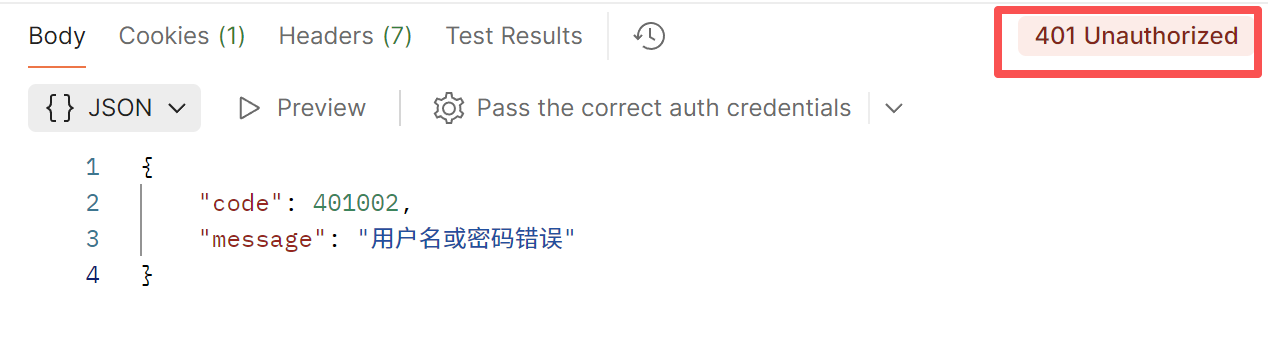 Body Cookies (1) Headers (7) Test Results 401 Unauthorized
{} JSON Preview Pass the correct auth credentials
1 {
2 "code": 401002,
3 "message": "用户名或密码错误"
4 }